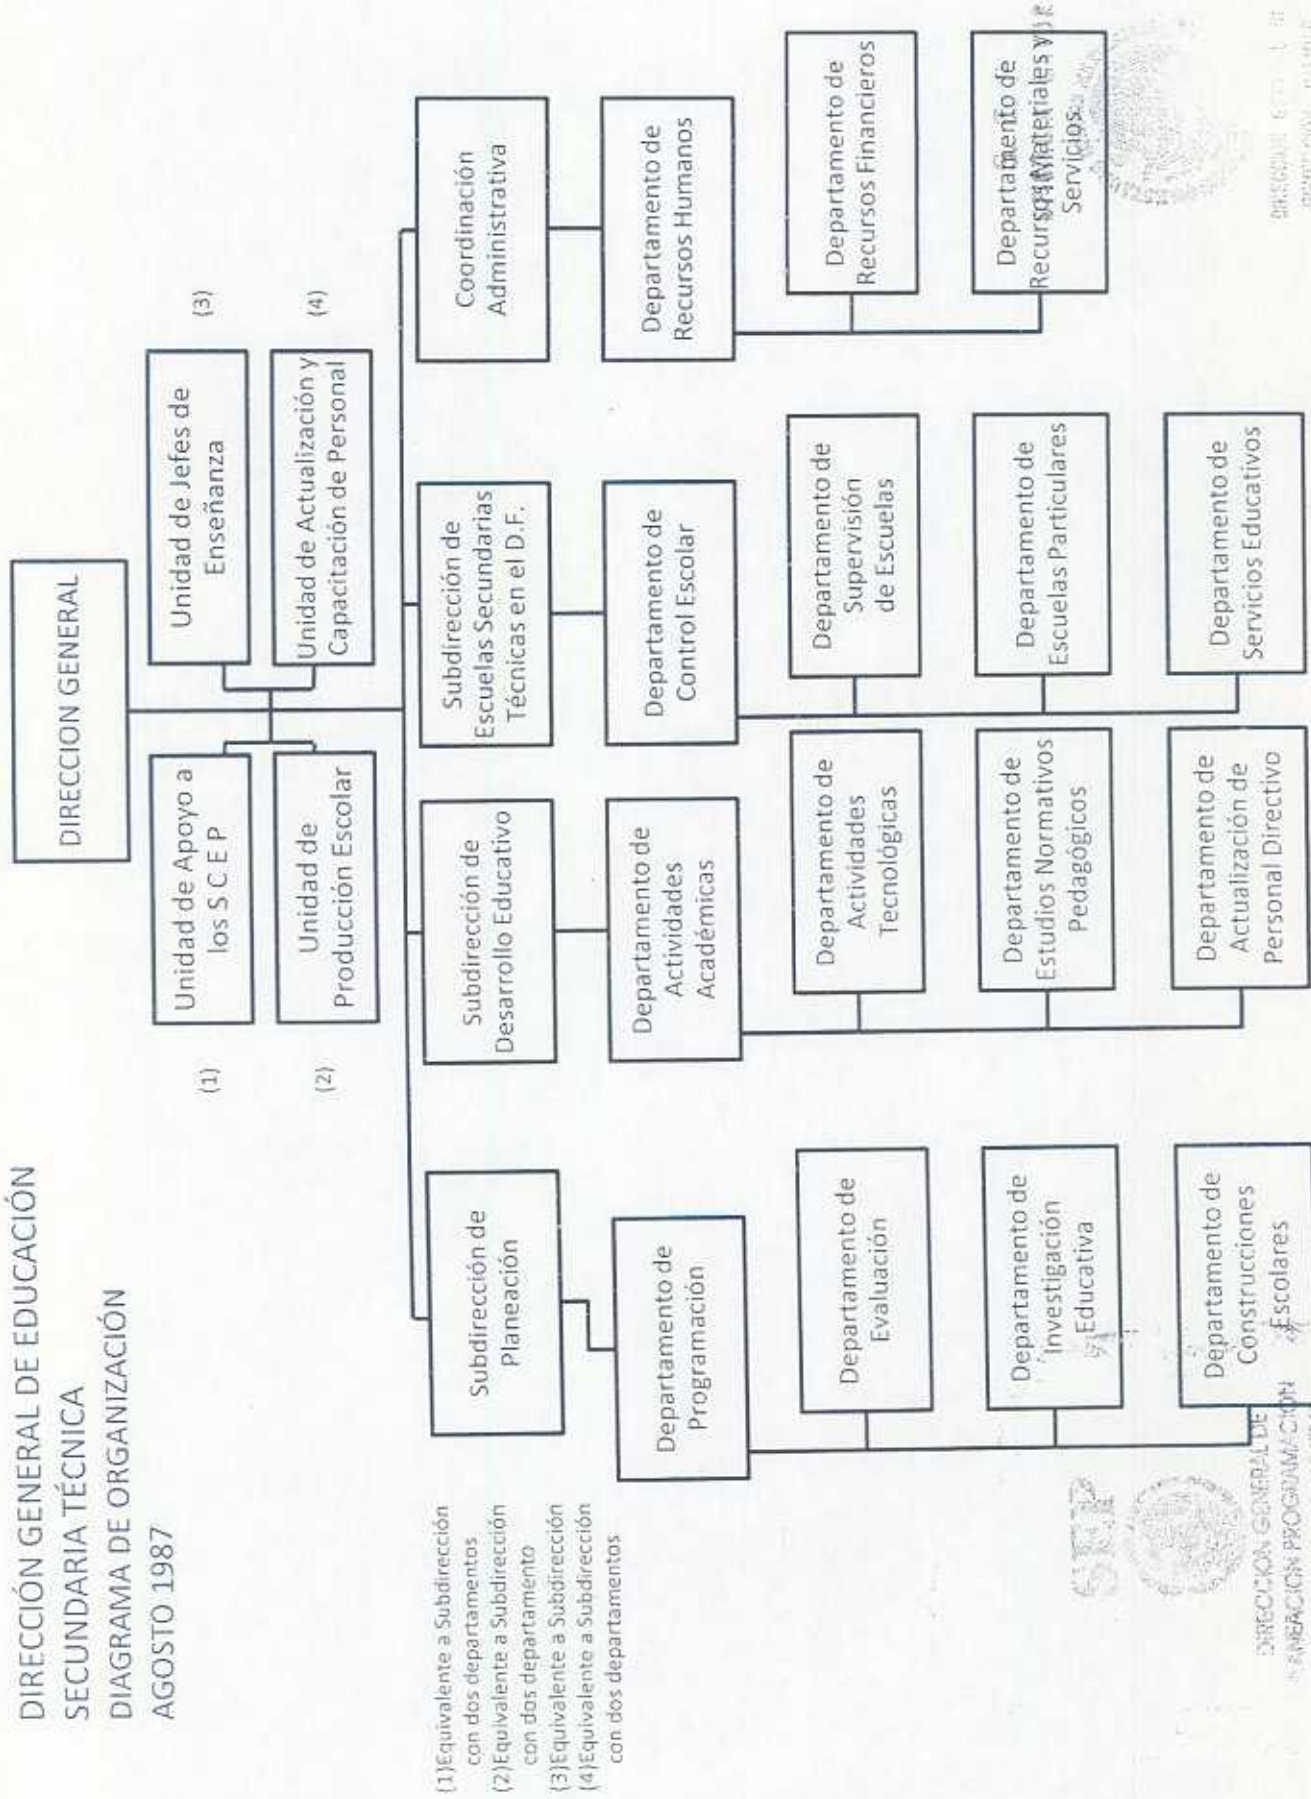 DIRECCIÓN GENERAL DE EDUCACIÓN
SECUNDARIA TÉCNICA
DIAGRAMA DE ORGANIZACIÓN
AGOSTO 1987
DIRECCION GENERAL
(1)
Unidad de Apoyo a
los S C E P
Unidad de Jefes de
Enseñanza
(3)
(2)
Unidad de
Producción Escolar
Unidad de Actualización y
Capacitación de Personal
(4)
(1)Equivalente a Subdirección
con dos departamentos
(2)Equivalente a Subdirección
con dos departamento
(3)Equivalente a Subdirección
(4)Equivalente a Subdirección
con dos departamentos
Subdirección de
Planeación
Departamento de
Programación
Departamento de
Evaluación
Departamento de
Investigación
Educativa
Departamento de
Construcciones
Escolares
Subdirección de
Desarrollo Educativo
Departamento de
Actividades
Académicas
Departamento de
Actividades
Tecnológicas
Departamento de
Estudios Normativos
Pedagógicos
Departamento de
Actualización de
Personal Directivo
Subdirección de
Escuelas Secundarias
Técnicas en el D.F.
Departamento de
Control Escolar
Departamento de
Supervisión
de Escuelas
Departamento de
Escuelas Particulares
Departamento de
Servicios Educativos
Coordinación
Administrativa
Departamento de
Recursos Humanos
Departamento de
Recursos Financieros
Departamento de
Recursos Materiales y
Servicios
SEP
DIRECCION GENERAL DE
PROGRAMACION